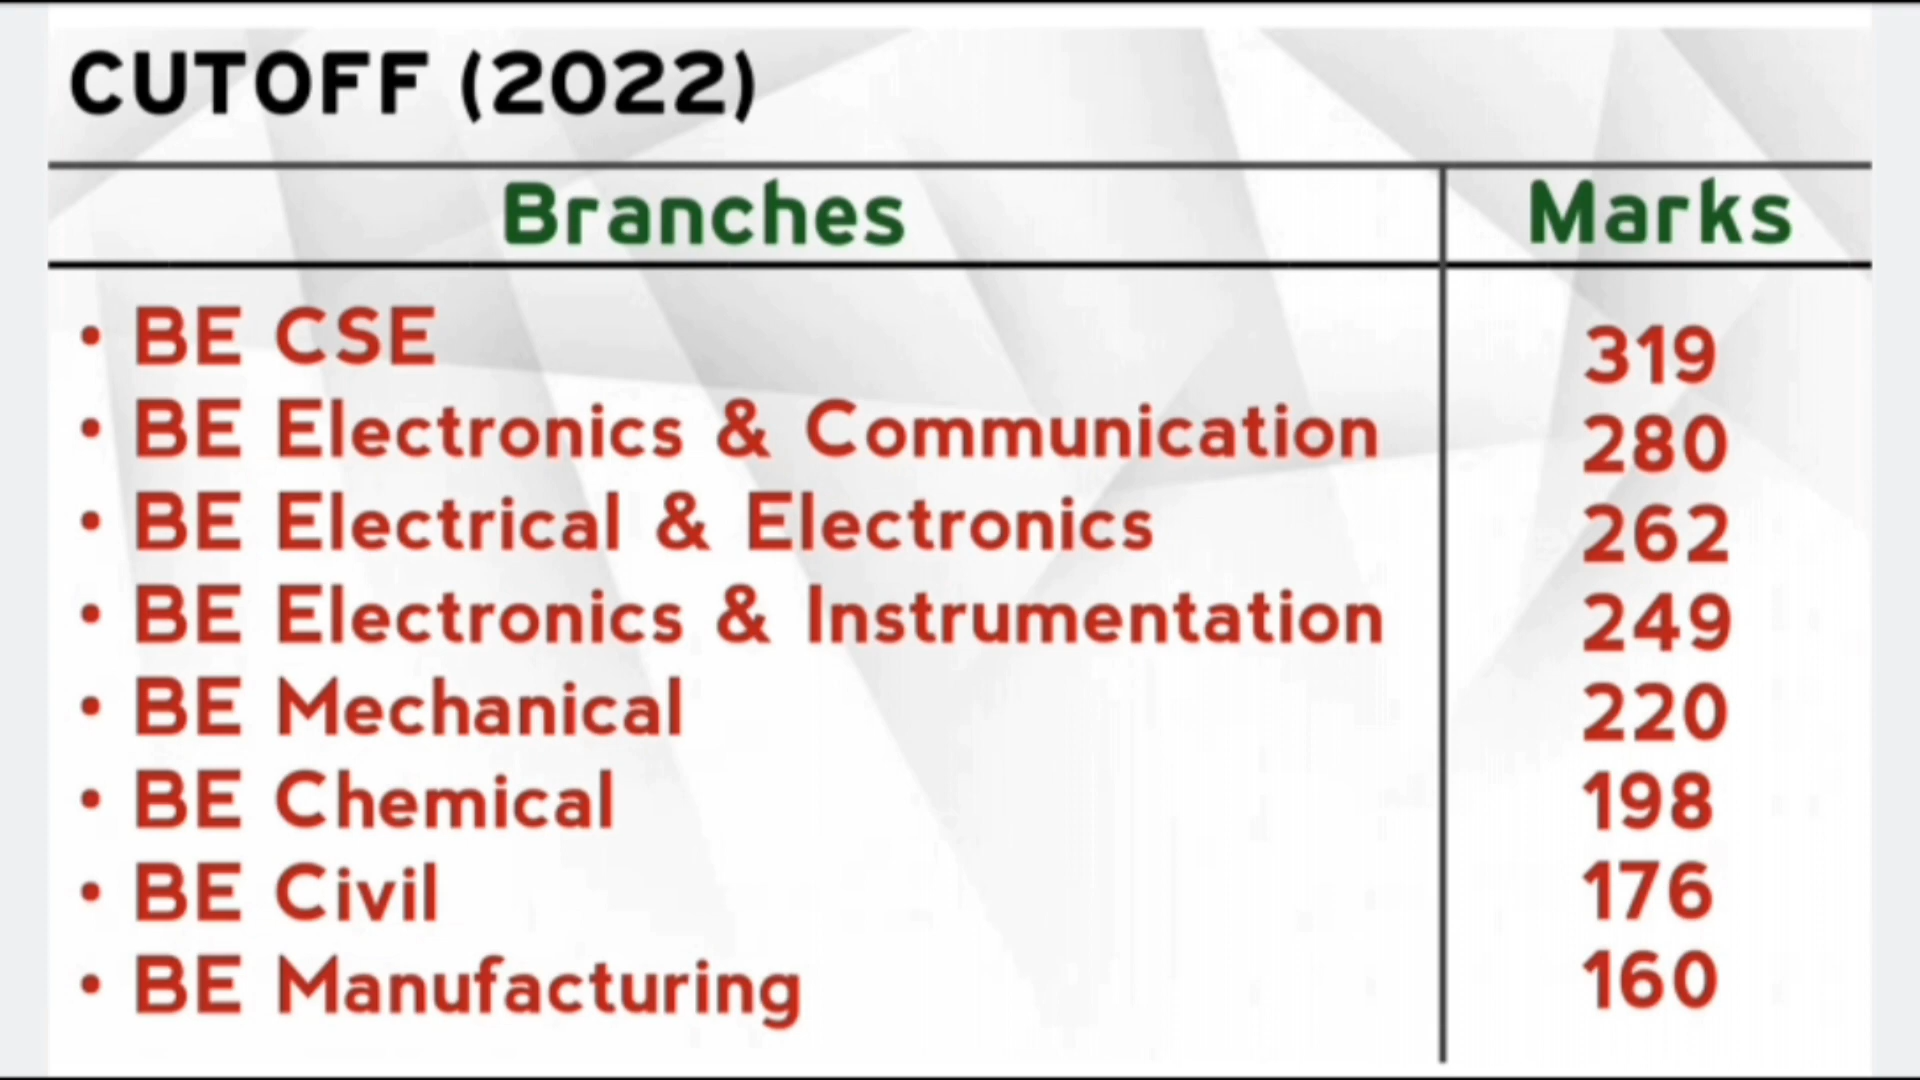 CUTOFF (2022)
Branches Marks
• BE CSE 319
• BE Electronics & Communication 280
• BE Electrical & Electronics 262
• BE Electronics & Instrumentation 249
• BE Mechanical 220
• BE Chemical 198
• BE Civil 176
• BE Manufacturing 160